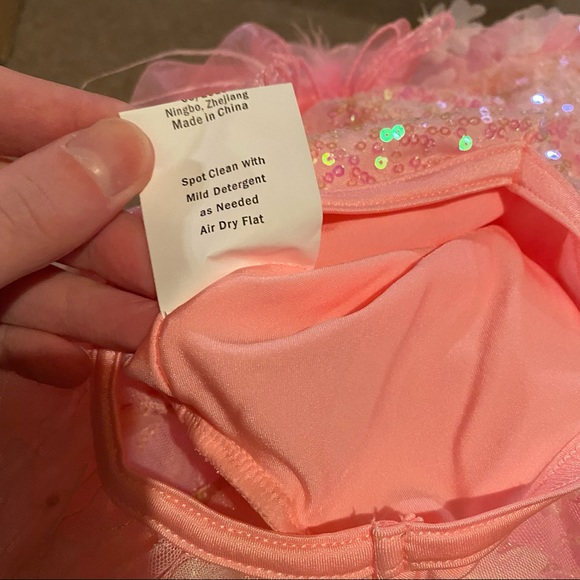 Ningbo, Zhejiang
Made in China
Spot Clean With
Mild Detergent
as Needed
Air Dry Flat